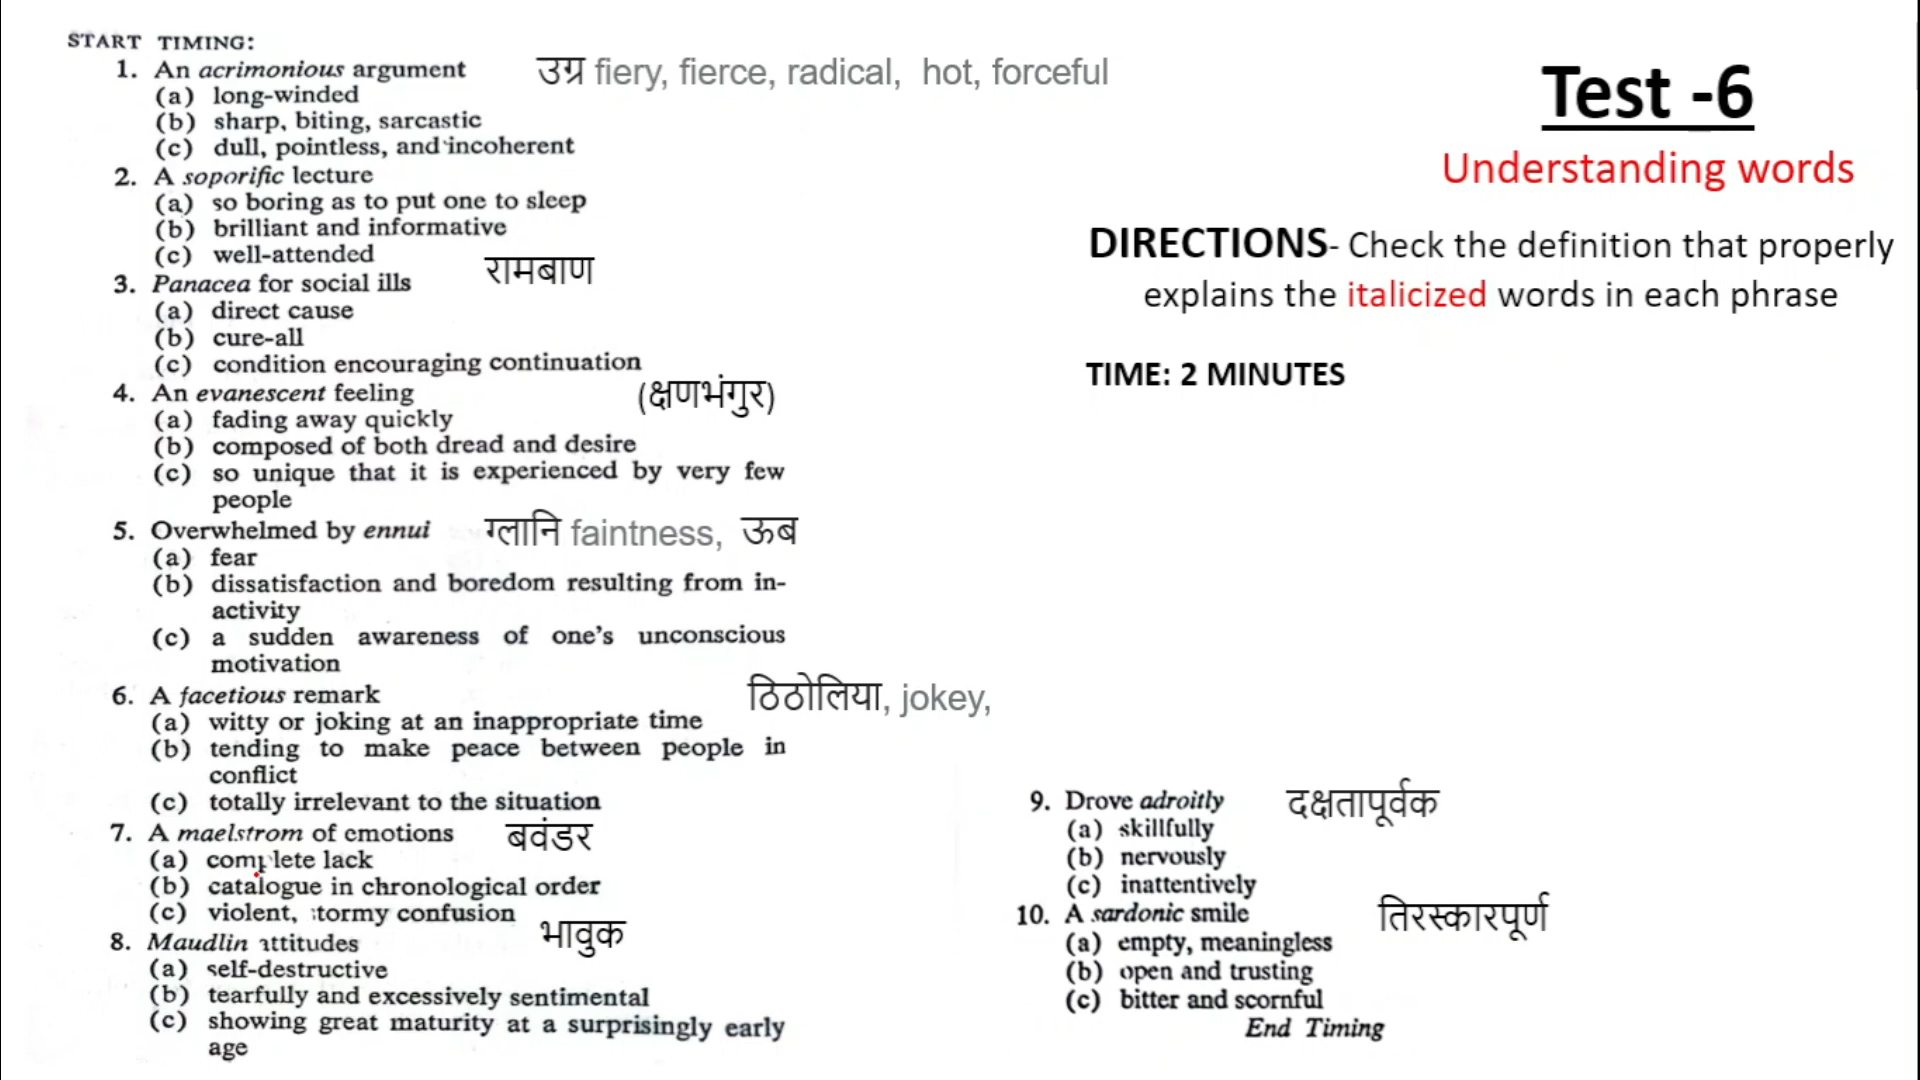 START TIMING:
1. An acrimonious argument उग्र fiery, fierce, radical, hot, forceful
(a) long-winded
(b) sharp, biting, sarcastic
(c) dull, pointless, and incoherent
2. A soporific lecture
(a) so boring as to put one to sleep
(b) brilliant and informative
(c) well-attended
रामबाण
3. Panacea for social ills
(a) direct cause
(b) cure-all
(c) condition encouraging continuation
4. An evanescent feeling (क्षणभंगुर)
(a) fading away quickly
(b) composed of both dread and desire
(c) so unique that it is experienced by very few
people
5. Overwhelmed by ennui ग्लानि faintness, ऊब
(a) fear
(b) dissatisfaction and boredom resulting from in-
activity
(c) a sudden awareness of one's unconscious
motivation
6. A facetious remark ठिठोलिया, jokey,
(a) witty or joking at an inappropriate time
(b) tending to make peace between people in
conflict
(c) totally irrelevant to the situation
7. A maelstrom of emotions बवंडर
(a) complete lack
(b) catalogue in chronological order
(c) violent, stormy confusion
8. Maudlin attitudes भावुक
(a) self-destructive
(b) tearfully and excessively sentimental
(c) showing great maturity at a surprisingly early
age
Test -6
Understanding words
DIRECTIONS- Check the definition that properly
explains the italicized words in each phrase
TIME: 2 MINUTES
9. Drove adroitly दक्षतापूर्वक
(a) skillfully
(b) nervously
(c) inattentively
10. A sardonic smile तिरस्कारपूर्ण
(a) empty, meaningless
(b) open and trusting
(c) bitter and scornful
End Timing